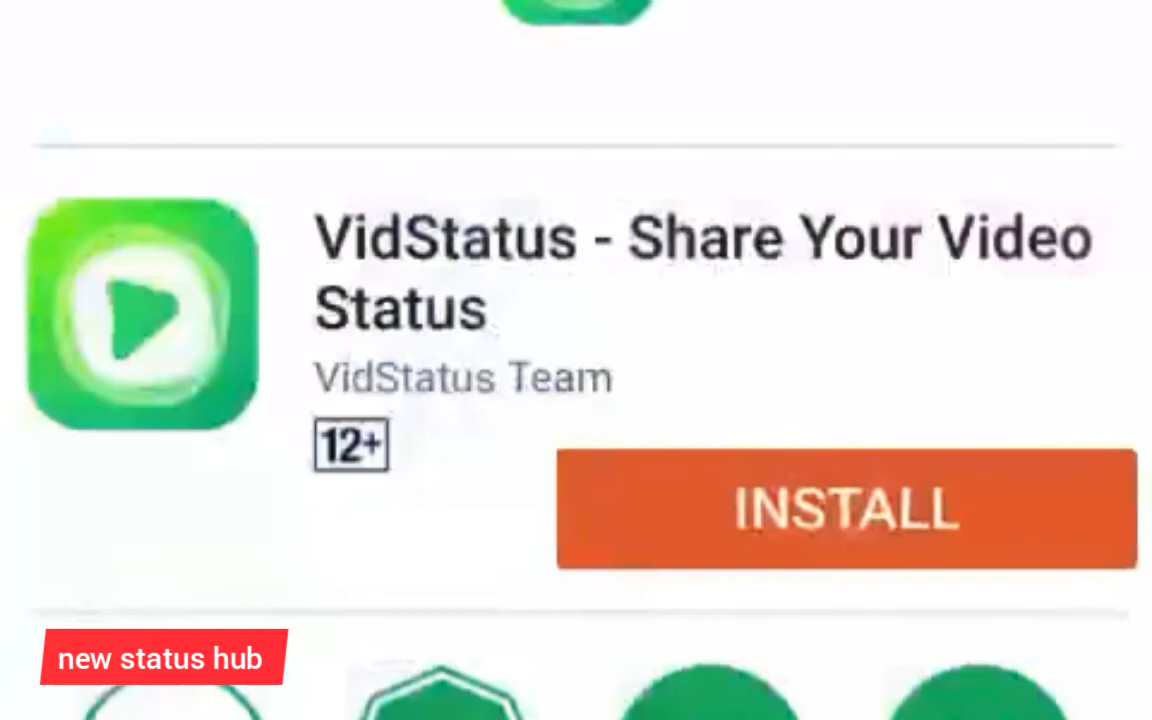 VidStatus - Share Your Video
Status
VidStatus Team
12+
INSTALL
new status hub